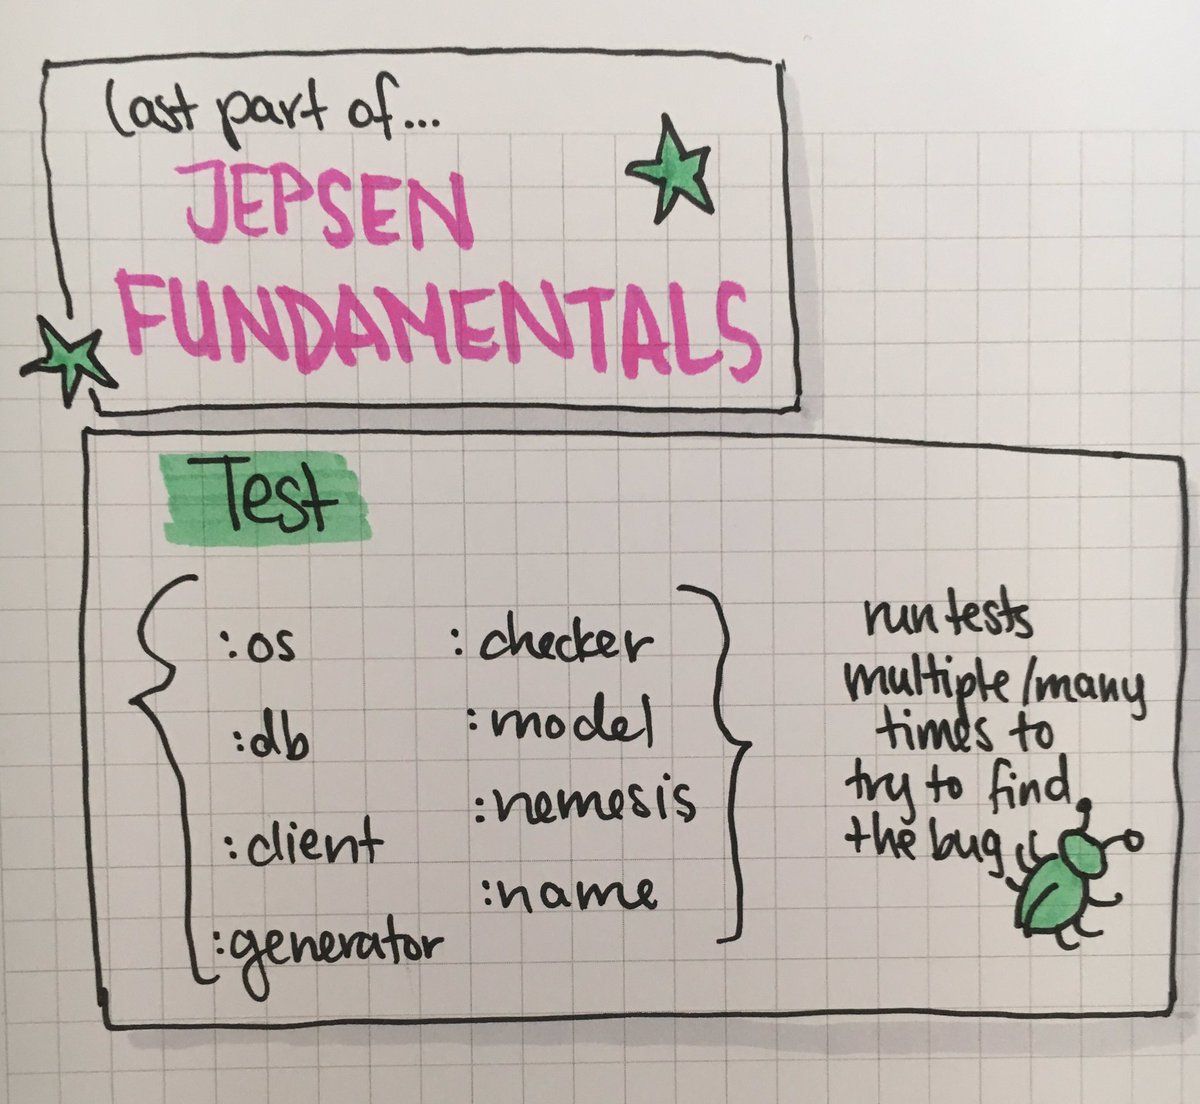 last part of...
JEPSEN
FUNDAMENTALS
Test
:os
:db
:client
:generator
:checker
:model
:nemesis
:name
run tests
multiple/many
times to
try to find
the bug